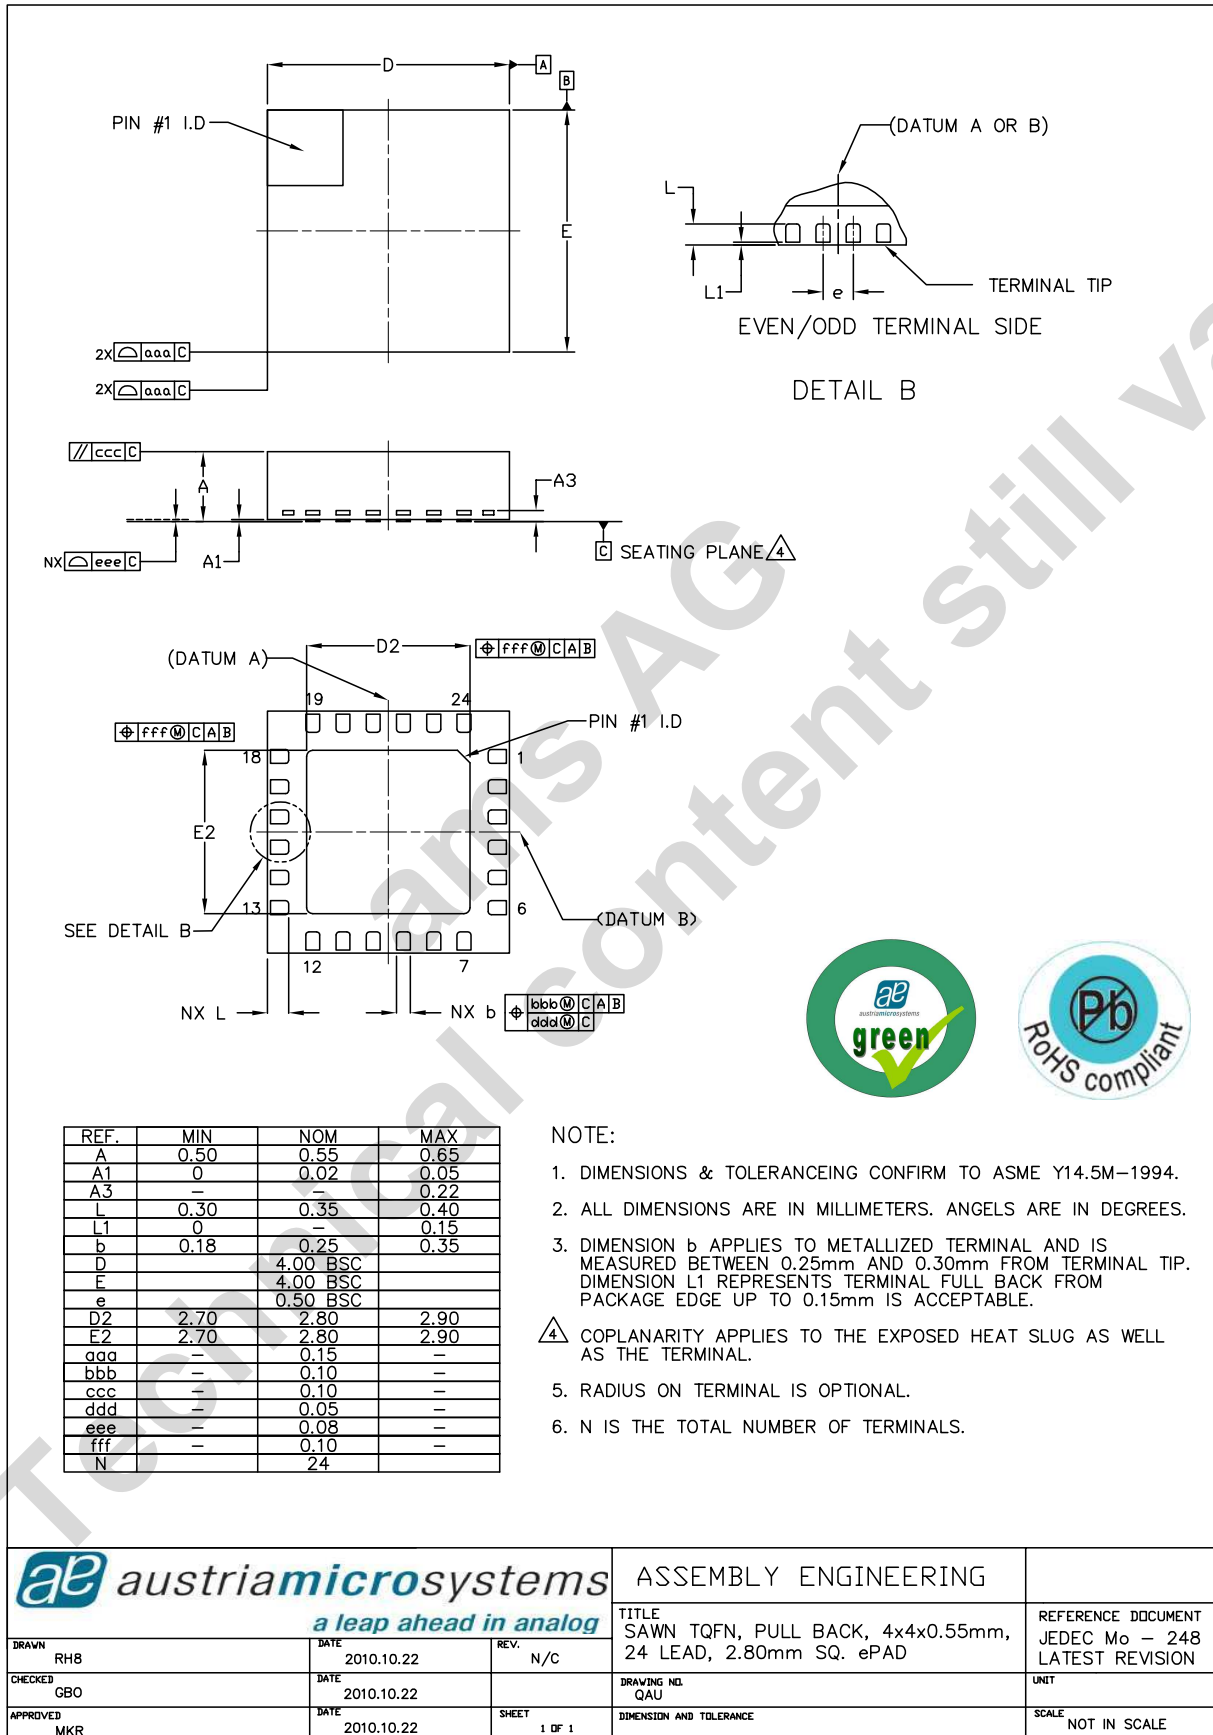 D
A
B
PIN #1 I.D
E
2X aaa C
2X aaa C
(DATUM A OR B)
L
L1
e
TERMINAL TIP
EVEN/ODD TERMINAL SIDE
DETAIL B
// ccc C
A
A3
NX eee C
A1
C SEATING PLANE 4
(DATUM A)
D2
fff M C A B
19
24
PIN #1 I.D
fff M C A B
18
1
E2
13
6
SEE DETAIL B
(DATUM B)
12
7
NX L
NX b
bbb M C A B
ddd M C
ae
austriamicrosystems
green
Pb
RoHS compliant
REF. MIN NOM MAX
A 0.50 0.55 0.65
A1 0 0.02 0.05
A3 – – 0.22
L 0.30 0.35 0.40
L1 0 – 0.15
b 0.18 0.25 0.35
D 4.00 BSC
E 4.00 BSC
e 0.50 BSC
D2 2.70 2.80 2.90
E2 2.70 2.80 2.90
aaa – 0.15 –
bbb – 0.10 –
ccc – 0.10 –
ddd – 0.05 –
eee – 0.08 –
fff – 0.10 –
N 24
NOTE:
1. DIMENSIONS & TOLERANCEING CONFIRM TO ASME Y14.5M–1994.
2. ALL DIMENSIONS ARE IN MILLIMETERS. ANGELS ARE IN DEGREES.
3. DIMENSION b APPLIES TO METALLIZED TERMINAL AND IS
MEASURED BETWEEN 0.25mm AND 0.30mm FROM TERMINAL TIP.
DIMENSION L1 REPRESENTS TERMINAL FULL BACK FROM
PACKAGE EDGE UP TO 0.15mm IS ACCEPTABLE.
4 COPLANARITY APPLIES TO THE EXPOSED HEAT SLUG AS WELL
AS THE TERMINAL.
5. RADIUS ON TERMINAL IS OPTIONAL.
6. N IS THE TOTAL NUMBER OF TERMINALS.
ams AG
Technical content still va
ae austriamicrosystems
a leap ahead in analog
ASSEMBLY ENGINEERING
TITLE
SAWN TQFN, PULL BACK, 4x4x0.55mm,
24 LEAD, 2.80mm SQ. ePAD
REFERENCE DOCUMENT
JEDEC Mo – 248
LATEST REVISION
DRAWN
RH8
DATE
2010.10.22
REV.
N/C
CHECKED
GBO
DATE
2010.10.22
DRAWING NO.
QAU
UNIT
APPROVED
MKR
DATE
2010.10.22
SHEET
1 OF 1
DIMENSION AND TOLERANCE
SCALE
NOT IN SCALE